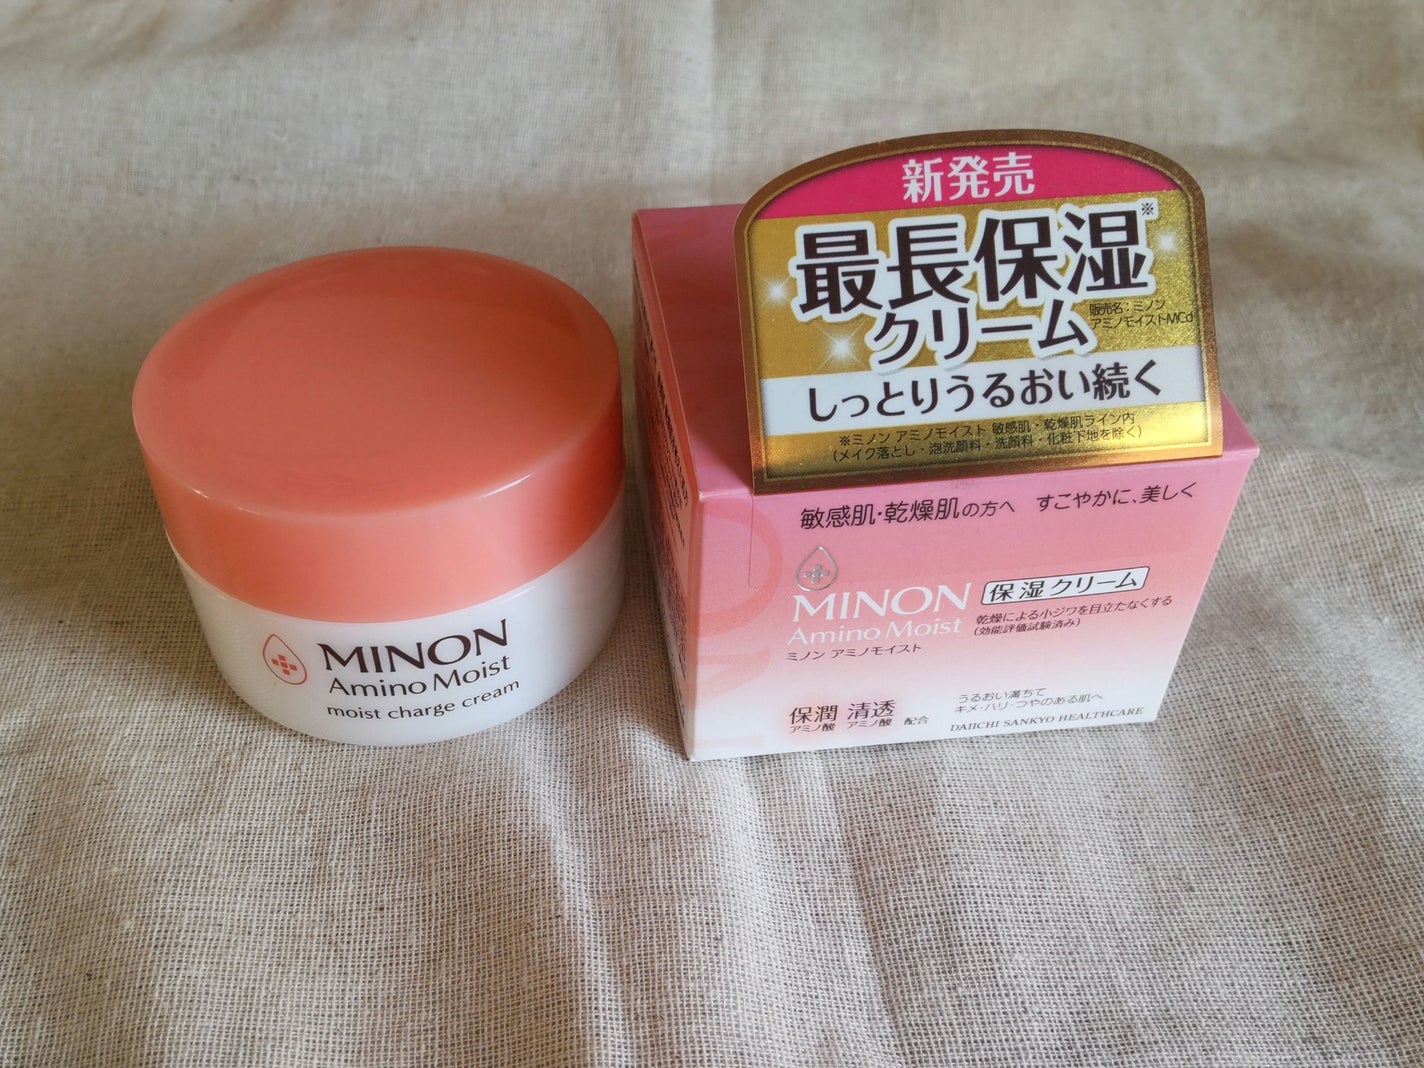 MINON
Amino Moist
moist charge cream
新発売
最長保湿※
クリーム
販売名:ミノン
アミノモイストMCd
しっとりうるおい続く
※ミノン アミノモイスト 敏感肌・乾燥肌ライン内
(メイク落とし・泡洗顔料・洗顔料・化粧下地を除く)
敏感肌・乾燥肌の方へ すこやかに、美しく
MINON 保湿クリーム
Amino Moist
乾燥による小ジワを目立たなくする
(効能評価試験済み)
ミノン アミノモイスト
保潤 清透
アミノ酸 アミノ酸 配合
うるおい満ちて
キメ・ハリ・つやのある肌へ
DAIICHI SANKYO HEALTHCARE